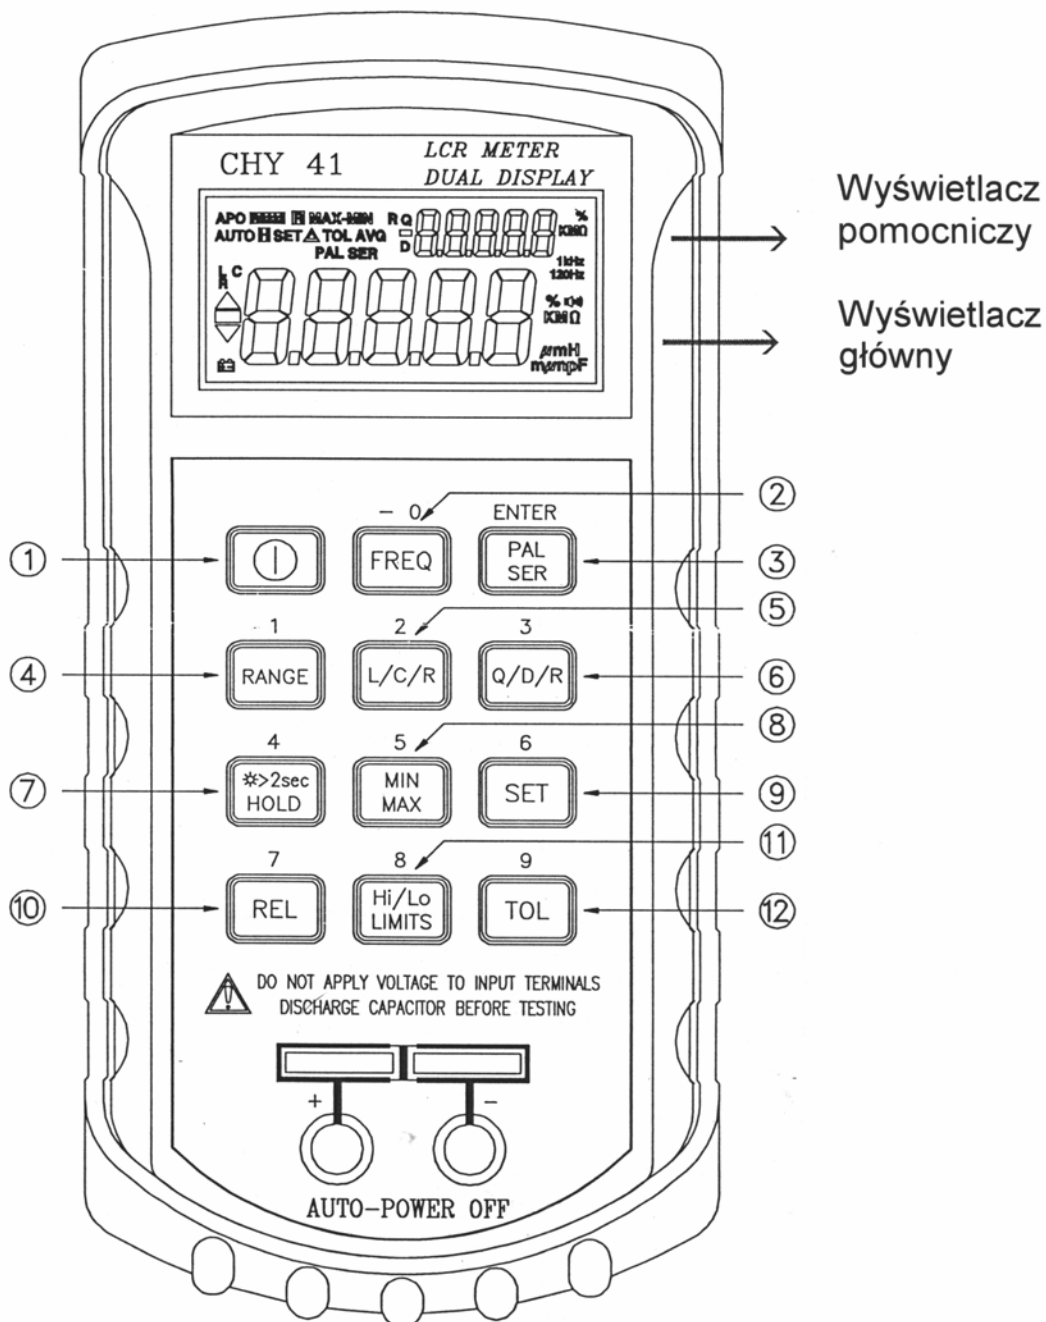 CHY 41
LCR METER
DUAL DISPLAY
APO R MAX-MIN R Q %
AUTO H SET TOL AVG D KMΩ
PAL SER
1kHz
120Hz
L C
R
%
KMΩ
µmH
mµnpF
Wyświetlacz
pomocniczy
Wyświetlacz
główny
– 0
ENTER
②
①
FREQ
PAL
SER
③
⑤
1
2
3
④
RANGE
L/C/R
Q/D/R
⑥
⑧
4
5
6
⑦
☼>2sec
HOLD
MIN
MAX
SET
⑨
⑪
7
8
9
⑩
REL
Hi/Lo
LIMITS
TOL
⑫
DO NOT APPLY VOLTAGE TO INPUT TERMINALS
DISCHARGE CAPACITOR BEFORE TESTING
+ –
AUTO-POWER OFF